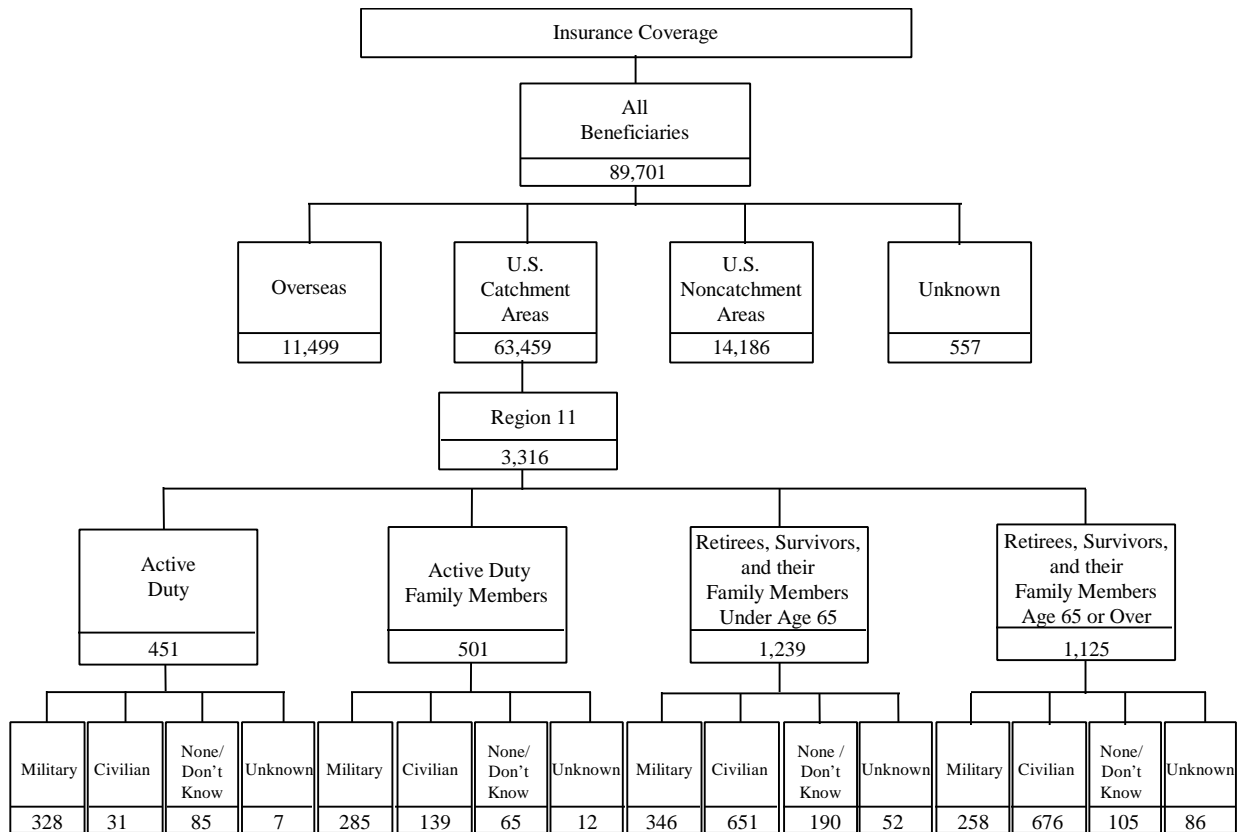 Insurance Coverage
All
Beneficiaries
89,701
Overseas
11,499
U.S.
Catchment
Areas
63,459
U.S.
Noncatchment
Areas
14,186
Unknown
557
Region 11
3,316
Active
Duty
451
Active Duty
Family Members
501
Retirees, Survivors,
and their
Family Members
Under Age 65
1,239
Retirees, Survivors,
and their
Family Members
Age 65 or Over
1,125
Military
328
Civilian
31
None/
Don't
Know
85
Unknown
7
Military
285
Civilian
139
None/
Don't
Know
65
Unknown
12
Military
346
Civilian
651
None /
Don't
Know
190
Unknown
52
Military
258
Civilian
676
None/
Don't
Know
105
Unknown
86